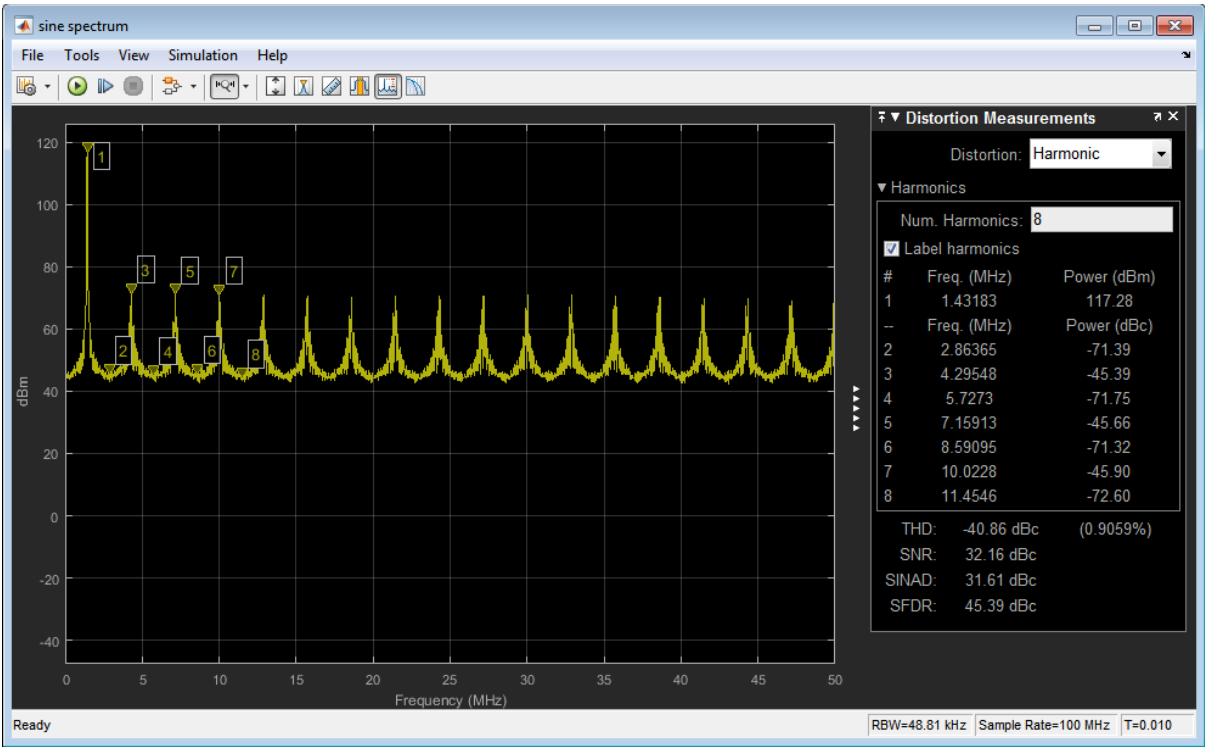 sine spectrum
File Tools View Simulation Help
120
100
80
60
40
20
0
-20
-40
dBm
1
3
5
7
2
4
6
8
0 5 10 15 20 25 30 35 40 45 50
Frequency (MHz)
Distortion Measurements
Distortion: Harmonic
Harmonics
Num. Harmonics: 8
Label harmonics
# Freq. (MHz) Power (dBm)
1 1.43183 117.28
-- Freq. (MHz) Power (dBc)
2 2.86365 -71.39
3 4.29548 -45.39
4 5.7273 -71.75
5 7.15913 -45.66
6 8.59095 -71.32
7 10.0228 -45.90
8 11.4546 -72.60
THD: -40.86 dBc (0.9059%)
SNR: 32.16 dBc
SINAD: 31.61 dBc
SFDR: 45.39 dBc
Ready
RBW=48.81 kHz Sample Rate=100 MHz T=0.010